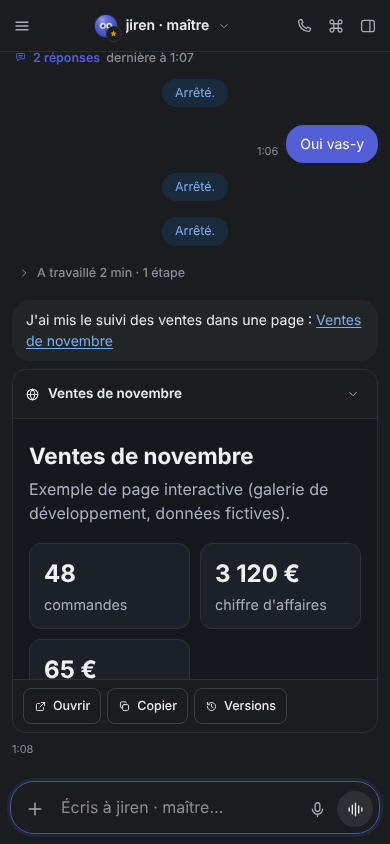 jiren · maître
2 réponses dernière à 1:07
Arrêté.
1:06
Oui vas-y
Arrêté.
Arrêté.
A travaillé 2 min · 1 étape
J'ai mis le suivi des ventes dans une page : Ventes
de novembre
Ventes de novembre
Ventes de novembre
Exemple de page interactive (galerie de
développement, données fictives).
48
commandes
3 120 €
chiffre d'affaires
65 €
Ouvrir
Copier
Versions
1:08
Écris à jiren · maître…